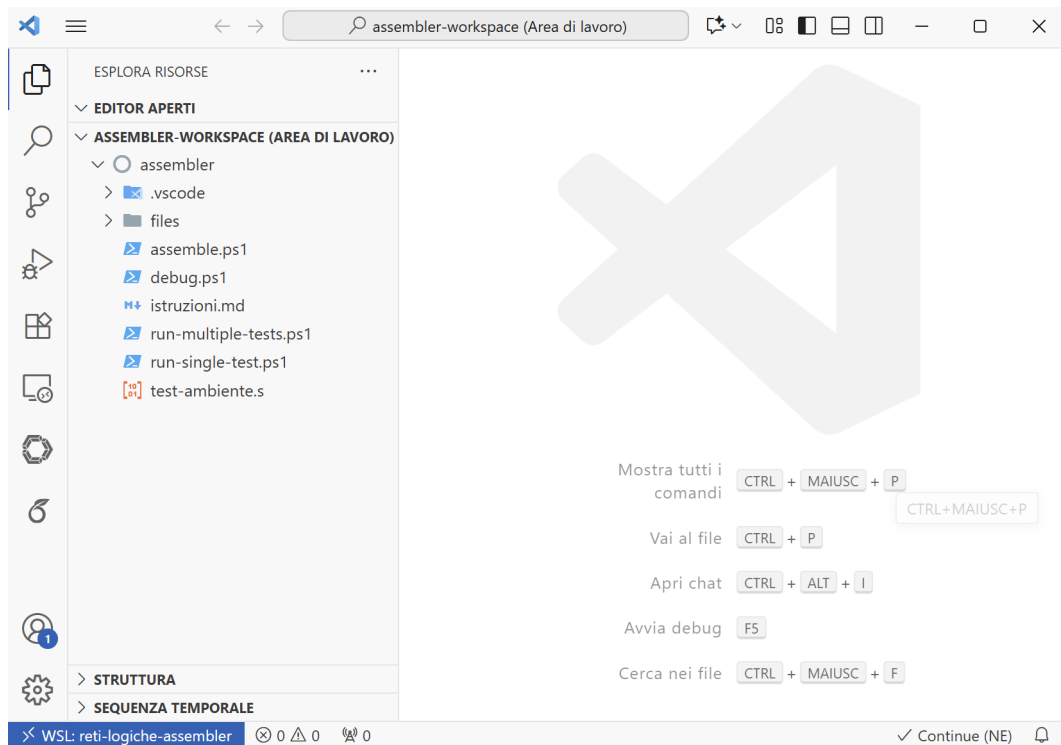 assembler-workspace (Area di lavoro)
ESPLORA RISORSE
EDITOR APERTI
ASSEMBLER-WORKSPACE (AREA DI LAVORO)
assembler
.vscode
files
assemble.ps1
debug.ps1
istruzioni.md
run-multiple-tests.ps1
run-single-test.ps1
test-ambiente.s
STRUTTURA
SEQUENZA TEMPORALE
Mostra tutti i
comandi CTRL + MAIUSC + P
CTRL+MAIUSC+P
Vai al file CTRL + P
Apri chat CTRL + ALT + I
Avvia debug F5
Cerca nei file CTRL + MAIUSC + F
1
WSL: reti-logiche-assembler 0 0 0 Continue (NE)